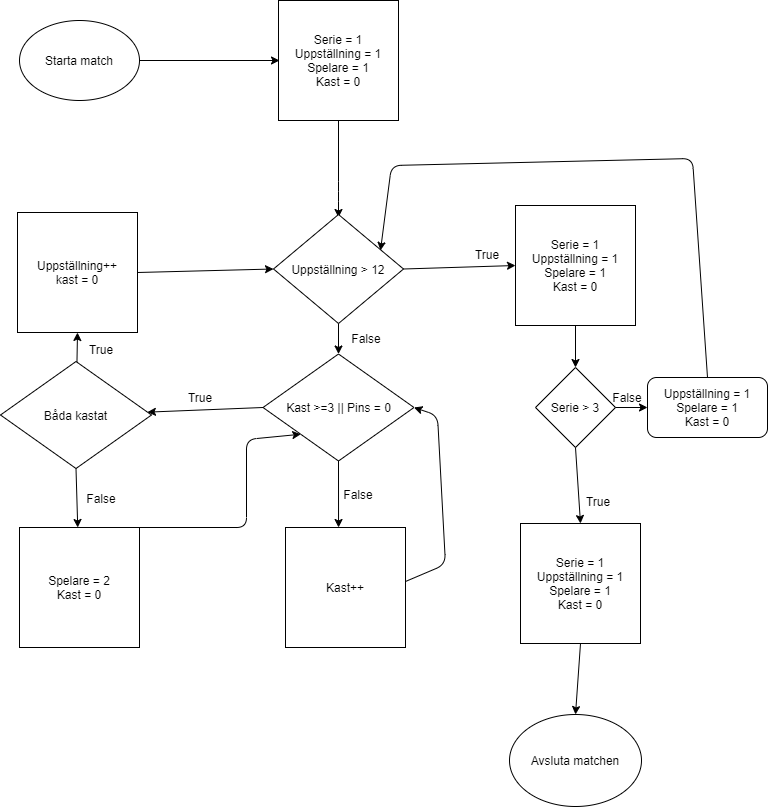 Starta match
Serie = 1
Uppställning = 1
Spelare = 1
Kast = 0
Uppställning++
kast = 0
Uppställning > 12
True
Serie = 1
Uppställning = 1
Spelare = 1
Kast = 0
True
False
Båda kastat
True
Kast >=3 || Pins = 0
Serie > 3
False
Uppställning = 1
Spelare = 1
Kast = 0
False
False
True
Spelare = 2
Kast = 0
Kast++
Serie = 1
Uppställning = 1
Spelare = 1
Kast = 0
Avsluta matchen